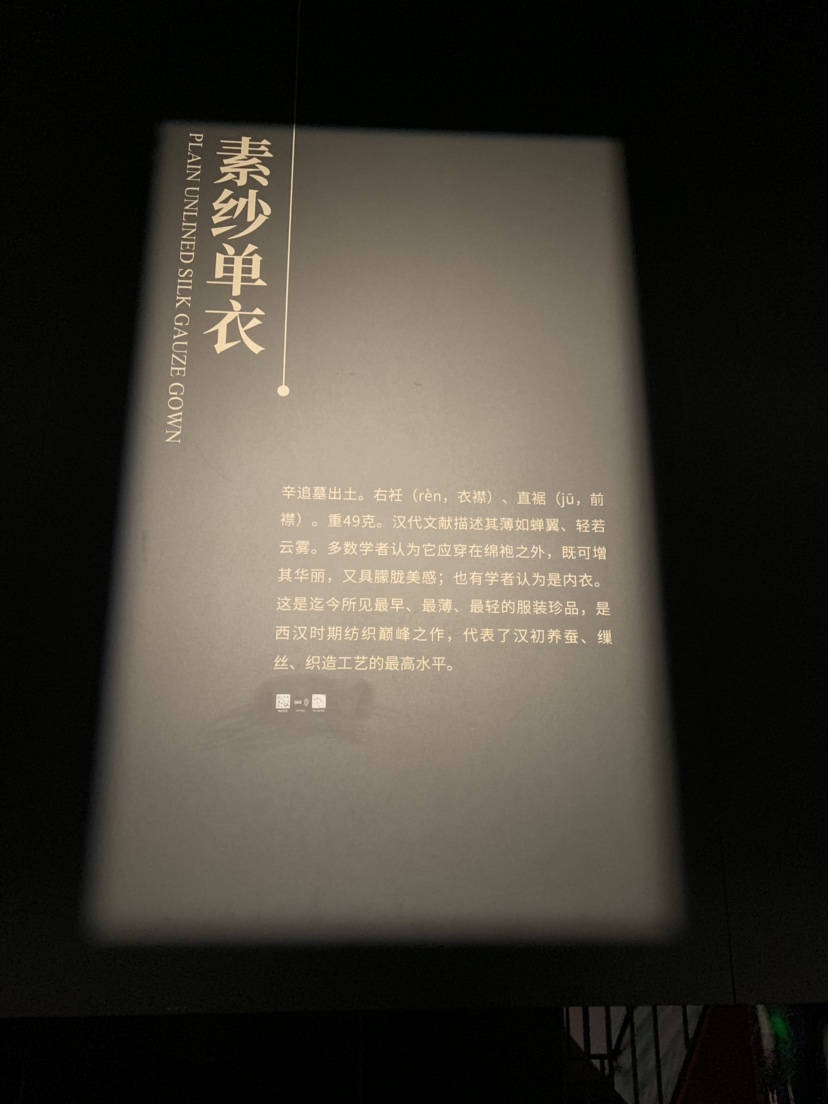 素纱单衣
PLAIN UNLINED SILK GAUZE GOWN
辛追墓出土。右衽（rèn，衣襟）、直裾（jū，前
襟）。重49克。汉代文献描述其薄如蝉翼、轻若
云雾。多数学者认为它应穿在绵袍之外，既可增
其华丽，又具朦胧美感；也有学者认为是内衣。
这是迄今所见最早、最薄、最轻的服装珍品，是
西汉时期纺织巅峰之作，代表了汉初养蚕、缫
丝、织造工艺的最高水平。